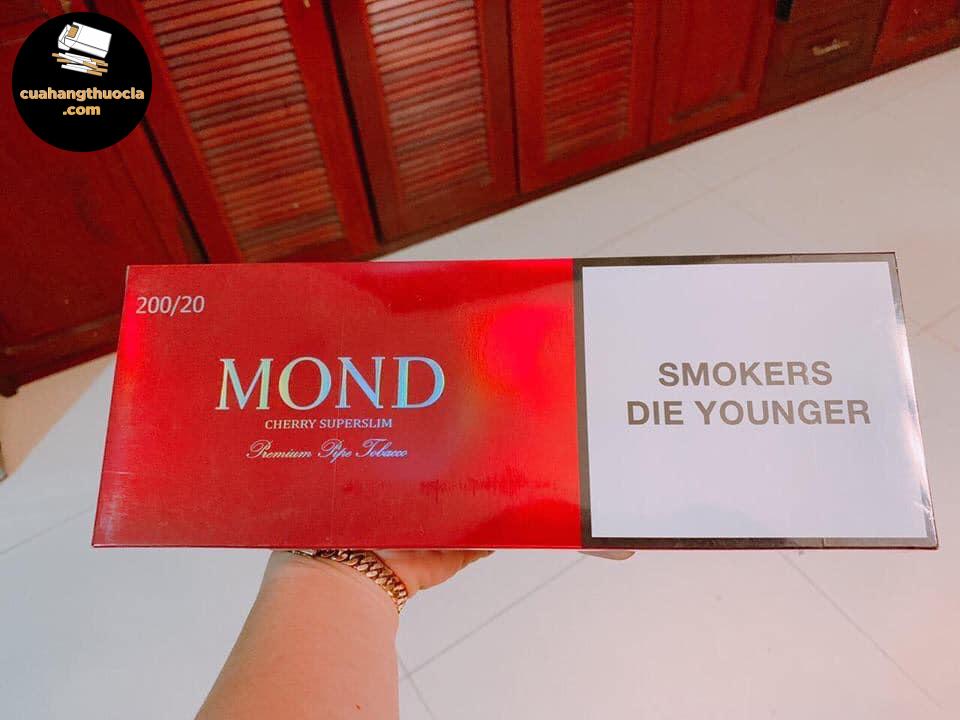 cuahangthuocla
.com
200/20
MOND
CHERRY SUPERSLIM
Premium Pipe Tobacco
SMOKERS
DIE YOUNGER